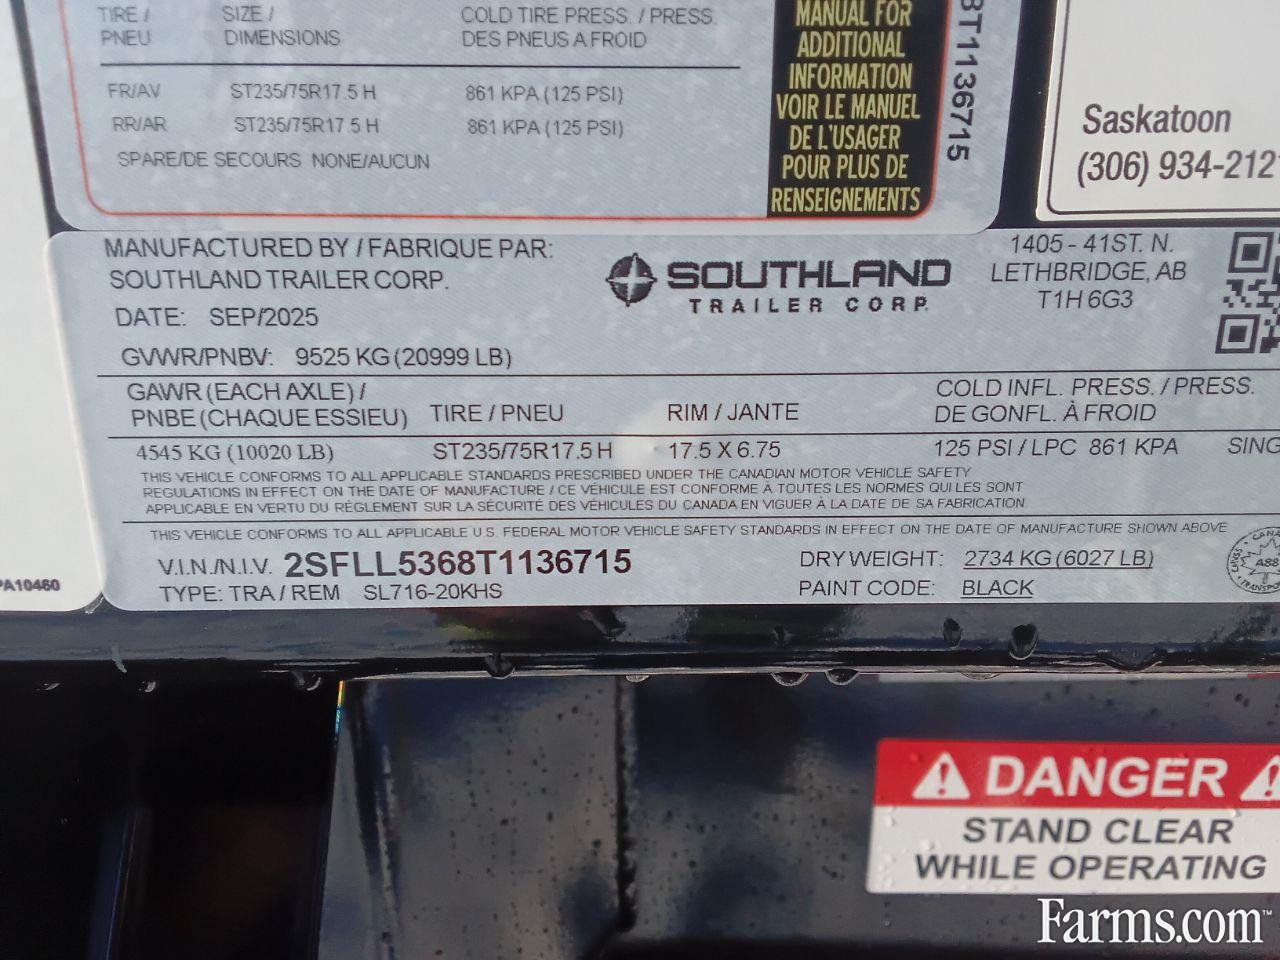 TIRE / SIZE / COLD TIRE PRESS. / PRESS.
PNEU DIMENSIONS DES PNEUS A FROID
FR/AV ST235/75R17.5 H 861 KPA (125 PSI)
RR/AR ST235/75R17.5 H 861 KPA (125 PSI)
SPARE/DE SECOURS NONE/AUCUN
MANUAL FOR
ADDITIONAL
INFORMATION
VOIR LE MANUEL
DE L'USAGER
POUR PLUS DE
RENSEIGNEMENTS
8T1136715
Saskatoon
(306) 934-212
MANUFACTURED BY / FABRIQUE PAR:
SOUTHLAND TRAILER CORP.
DATE: SEP/2025
GVWR/PNBV: 9525 KG (20999 LB)
SOUTHLAND
TRAILER CORP.
1405 - 41ST. N.
LETHBRIDGE, AB
T1H 6G3
GAWR (EACH AXLE) /
PNBE (CHAQUE ESSIEU) TIRE / PNEU RIM / JANTE
COLD INFL. PRESS. / PRESS.
DE GONFL. À FROID
4545 KG (10020 LB) ST235/75R17.5 H 17.5 X 6.75 125 PSI / LPC 861 KPA SING
THIS VEHICLE CONFORMS TO ALL APPLICABLE STANDARDS PRESCRIBED UNDER THE CANADIAN MOTOR VEHICLE SAFETY
REGULATIONS IN EFFECT ON THE DATE OF MANUFACTURE / CE VÉHICULE EST CONFORME À TOUTES LES NORMES QUI LES SONT
APPLICABLE EN VERTU DU RÉGLEMENT SUR LA SÉCURITÉ DES VÉHICULES DU CANADA EN VIGUER À LA DATE DE SA FABRICATION
THIS VEHICLE CONFORMS TO ALL APPLICABLE U.S. FEDERAL MOTOR VEHICLE SAFETY STANDARDS IN EFFECT ON THE DATE OF MANUFACTURE SHOWN ABOVE
V.I.N./N.I.V. 2SFLL5368T1136715 DRY WEIGHT: 2734 KG (6027 LB)
TYPE: TRA / REM SL716-20KHS PAINT CODE: BLACK
PA10460
DANGER
STAND CLEAR
WHILE OPERATING
Farms.com™